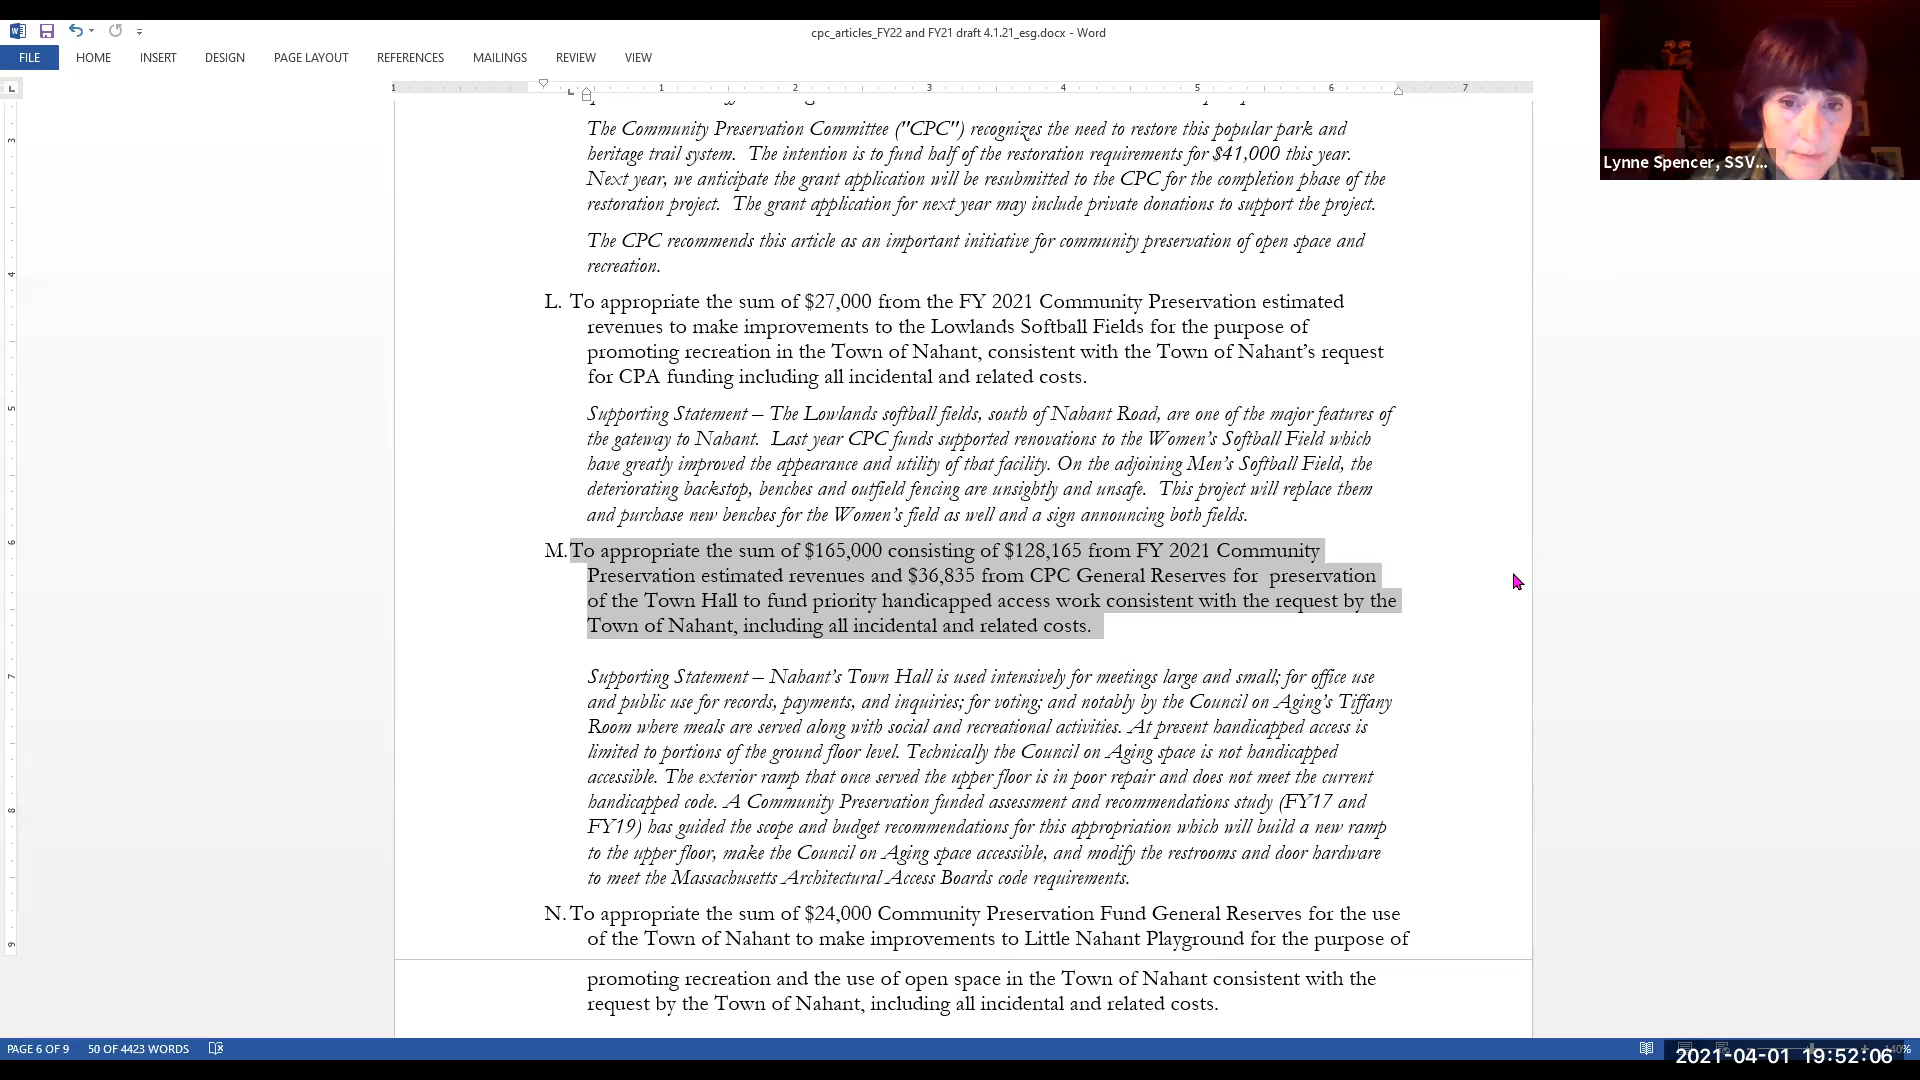 cpc_articles_FY22 and FY21 draft 4.1.21_esg.docx - Word
FILE HOME INSERT DESIGN PAGE LAYOUT REFERENCES MAILINGS REVIEW VIEW
1 1 2 3 4 5 6 7
The Community Preservation Committee ("CPC") recognizes the need to restore this popular park and
heritage trail system.  The intention is to fund half of the restoration requirements for $41,000 this year.
Next year, we anticipate the grant application will be resubmitted to the CPC for the completion phase of the
restoration project.  The grant application for next year may include private donations to support the project.
The CPC recommends this article as an important initiative for community preservation of open space and
recreation.
L. To appropriate the sum of $27,000 from the FY 2021 Community Preservation estimated
revenues to make improvements to the Lowlands Softball Fields for the purpose of
promoting recreation in the Town of Nahant, consistent with the Town of Nahant’s request
for CPA funding including all incidental and related costs.
Supporting Statement – The Lowlands softball fields, south of Nahant Road, are one of the major features of
the gateway to Nahant.  Last year CPC funds supported renovations to the Women’s Softball Field which
have greatly improved the appearance and utility of that facility. On the adjoining Men’s Softball Field, the
deteriorating backstop, benches and outfield fencing are unsightly and unsafe.  This project will replace them
and purchase new benches for the Women’s field as well and a sign announcing both fields.
M. To appropriate the sum of $165,000 consisting of $128,165 from FY 2021 Community
Preservation estimated revenues and $36,835 from CPC General Reserves for  preservation
of the Town Hall to fund priority handicapped access work consistent with the request by the
Town of Nahant, including all incidental and related costs.
Supporting Statement – Nahant’s Town Hall is used intensively for meetings large and small; for office use
and public use for records, payments, and inquiries; for voting; and notably by the Council on Aging’s Tiffany
Room where meals are served along with social and recreational activities. At present handicapped access is
limited to portions of the ground floor level. Technically the Council on Aging space is not handicapped
accessible. The exterior ramp that once served the upper floor is in poor repair and does not meet the current
handicapped code. A Community Preservation funded assessment and recommendations study (FY17 and
FY19) has guided the scope and budget recommendations for this appropriation which will build a new ramp
to the upper floor, make the Council on Aging space accessible, and modify the restrooms and door hardware
to meet the Massachusetts Architectural Access Boards code requirements.
N. To appropriate the sum of $24,000 Community Preservation Fund General Reserves for the use
of the Town of Nahant to make improvements to Little Nahant Playground for the purpose of
promoting recreation and the use of open space in the Town of Nahant consistent with the
request by the Town of Nahant, including all incidental and related costs.
3
4
5
6
7
8
9
Lynne Spencer, SSV...
PAGE 6 OF 9 50 OF 4423 WORDS
2021-04-01 19:52:06